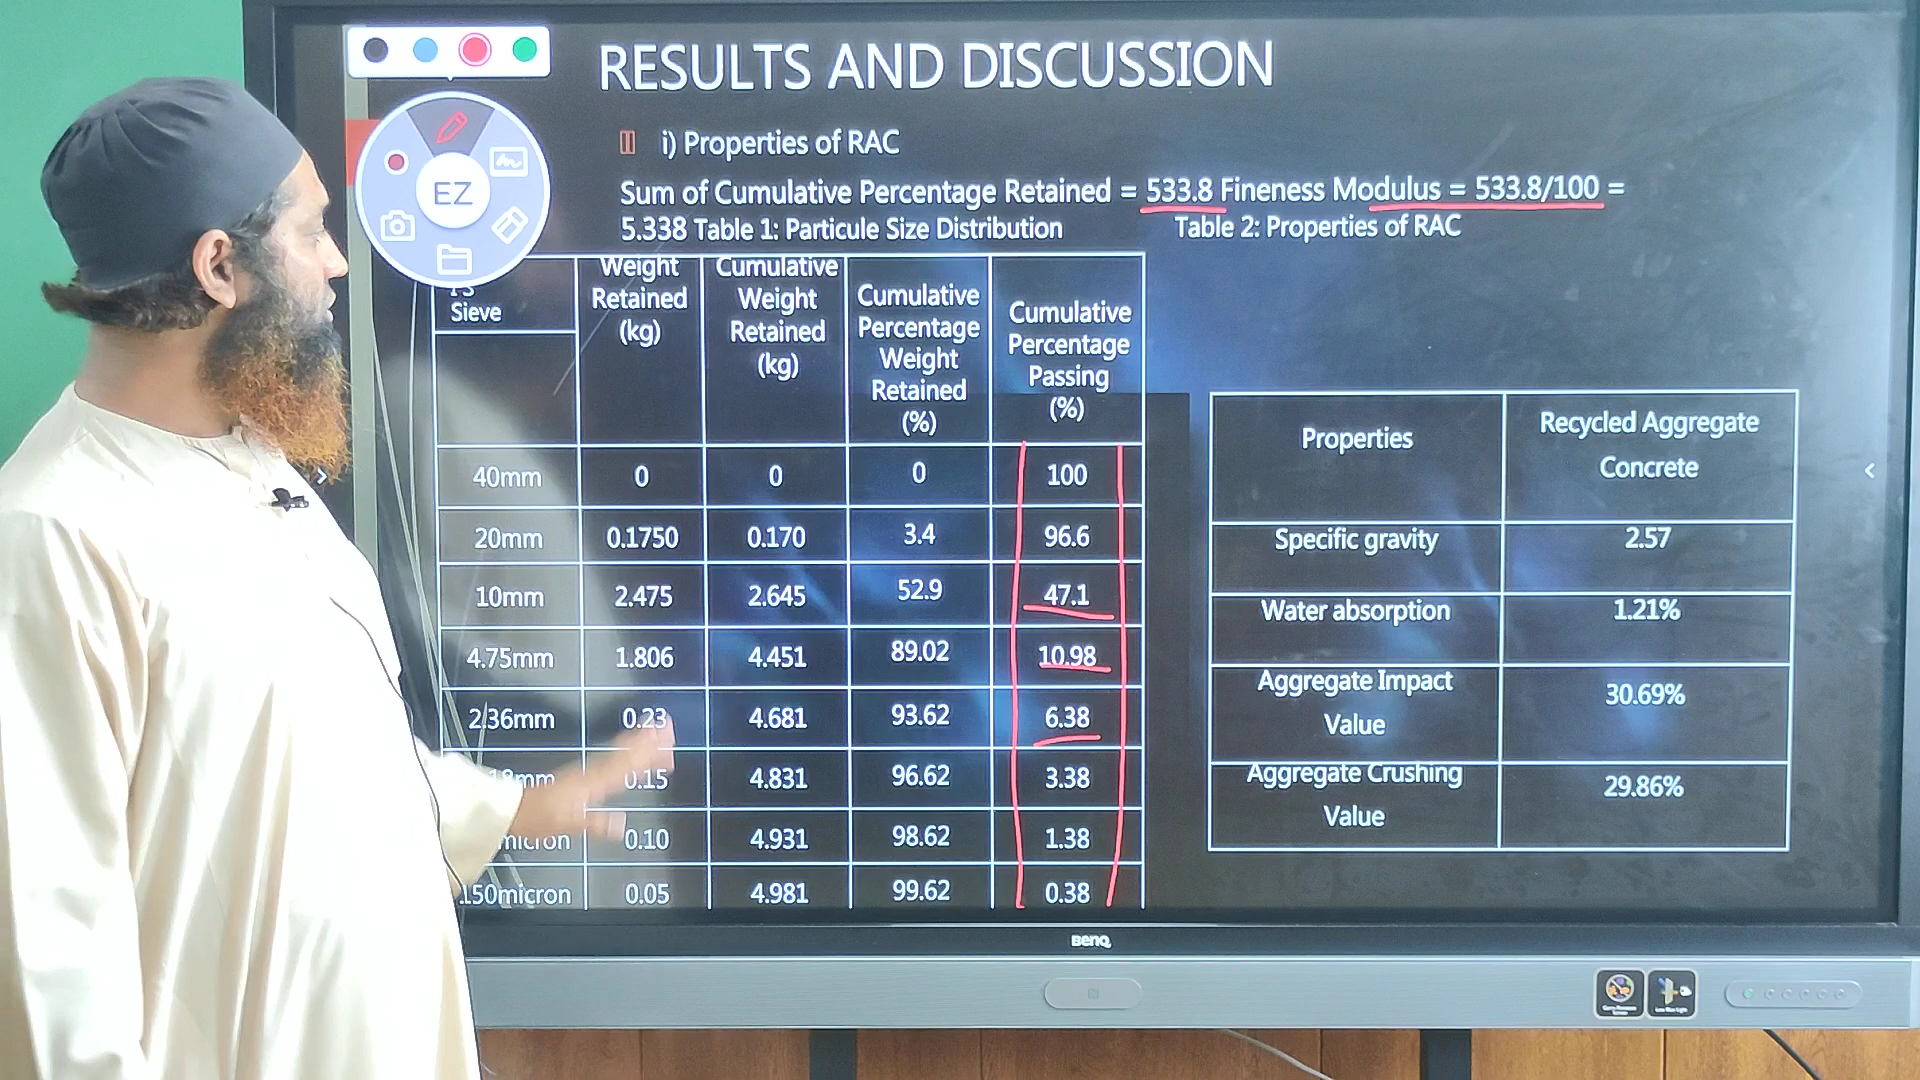 RESULTS AND DISCUSSION
EZ
i) Properties of RAC
Sum of Cumulative Percentage Retained = 533.8 Fineness Modulus = 533.8/100 =
5.338 Table 1: Particule Size Distribution Table 2: Properties of RAC
Sieve
Weight
Retained
(kg)
Cumulative
Weight
Retained
(kg)
Cumulative
Percentage
Weight
Retained
(%)
Cumulative
Percentage
Passing
(%)
40mm 0 0 0 100
20mm 0.1750 0.170 3.4 96.6
10mm 2.475 2.645 52.9 47.1
4.75mm 1.806 4.451 89.02 10.98
2.36mm 0.23 4.681 93.62 6.38
0.15 4.831 96.62 3.38
micron 0.10 4.931 98.62 1.38
150micron 0.05 4.981 99.62 0.38
Properties
Recycled Aggregate
Concrete
Specific gravity 2.57
Water absorption 1.21%
Aggregate Impact
Value
30.69%
Aggregate Crushing
Value
29.86%
BenQ